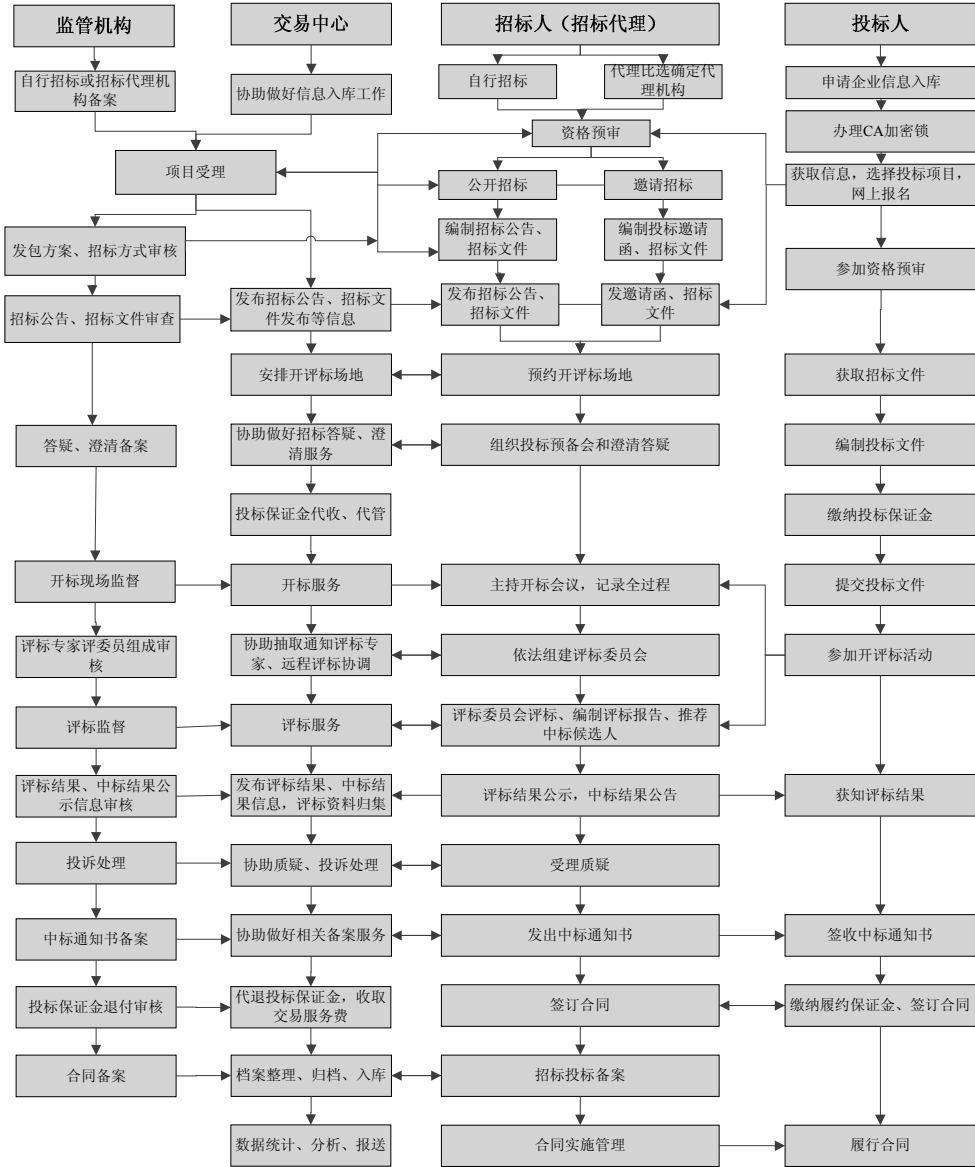 监管机构
交易中心
招标人（招标代理）
投标人
自行招标或招标代理机
构备案
协助做好信息入库工作
自行招标
代理比选确定代
理机构
申请企业信息入库
资格预审
办理CA加密锁
项目受理
公开招标
邀请招标
获取信息，选择投标项目，
网上报名
发包方案、招标方式审核
编制招标公告、
招标文件
编制投标邀请
函、招标文件
参加资格预审
招标公告、招标文件审查
发布招标公告、招标文
件发布等信息
发布招标公告、
招标文件
发邀请函、招标
文件
安排开评标场地
预约开评标场地
获取招标文件
答疑、澄清备案
协助做好招标答疑、澄
清服务
组织投标预备会和澄清答疑
编制投标文件
投标保证金代收、代管
缴纳投标保证金
开标现场监督
开标服务
主持开标会议，记录全过程
提交投标文件
评标专家评委员组成审
核
协助抽取通知评标专
家、远程评标协调
依法组建评标委员会
参加开评标活动
评标监督
评标服务
评标委员会评标、编制评标报告、推荐
中标候选人
评标结果、中标结果公
示信息审核
发布评标结果、中标结
果信息，评标资料归集
评标结果公示，中标结果公告
获知评标结果
投诉处理
协助质疑、投诉处理
受理质疑
中标通知书备案
协助做好相关备案服务
发出中标通知书
签收中标通知书
投标保证金退付审核
代退投标保证金，收取
交易服务费
签订合同
缴纳履约保证金、签订合同
合同备案
档案整理、归档、入库
招标投标备案
数据统计、分析、报送
合同实施管理
履行合同